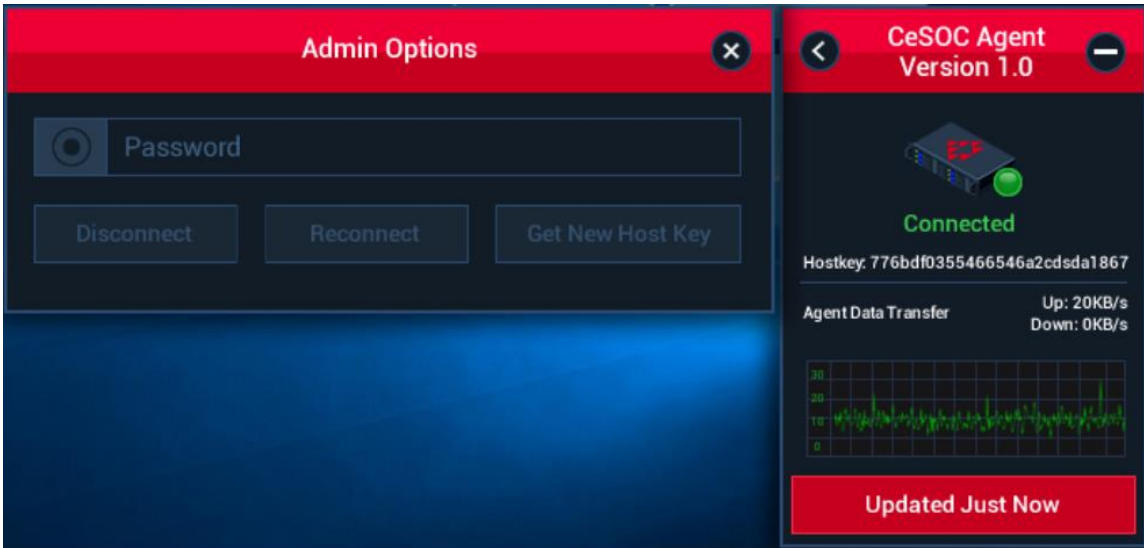 Admin Options
Password
Disconnect
Reconnect
Get New Host Key
CeSOC Agent
Version 1.0
Connected
Hostkey: 776bdf0355466546a2cdsda1867
Agent Data Transfer
Up: 20KB/s
Down: 0KB/s
30
20
10
0
Updated Just Now